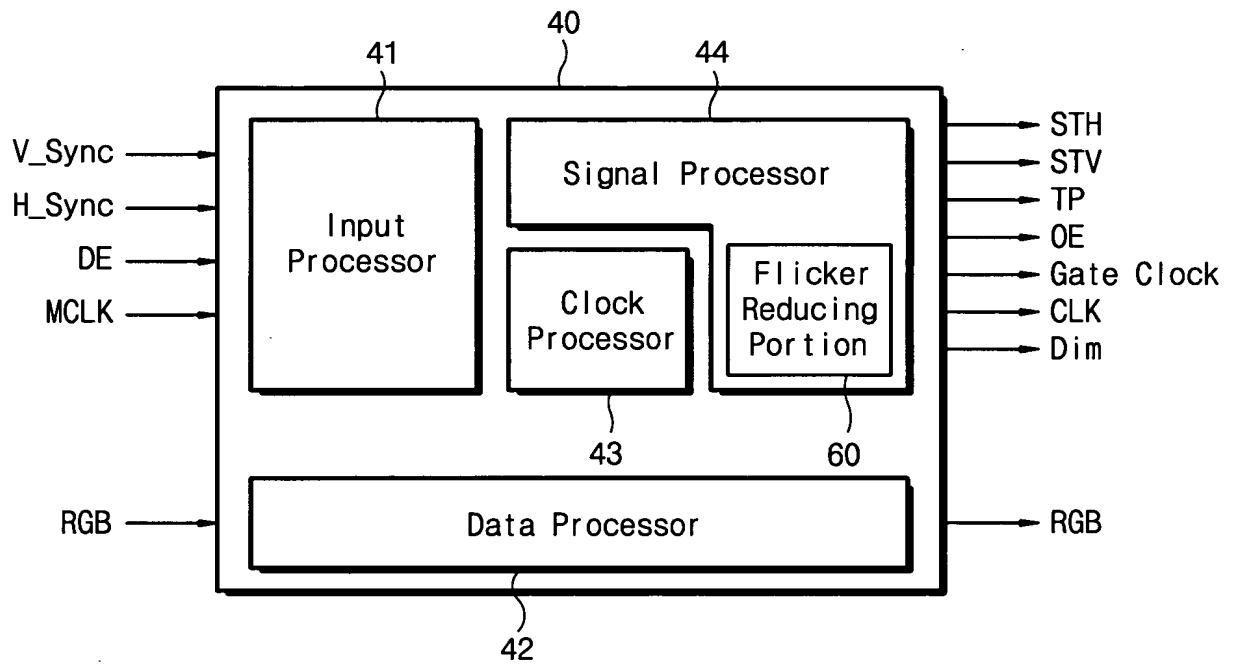 40
41
44
V_Sync
H_Sync
DE
MCLK
RGB
Input
Processor
Signal Processor
Clock
Processor
Flicker
Reducing
Portion
43
60
Data Processor
42
STH
STV
TP
OE
Gate Clock
CLK
Dim
RGB